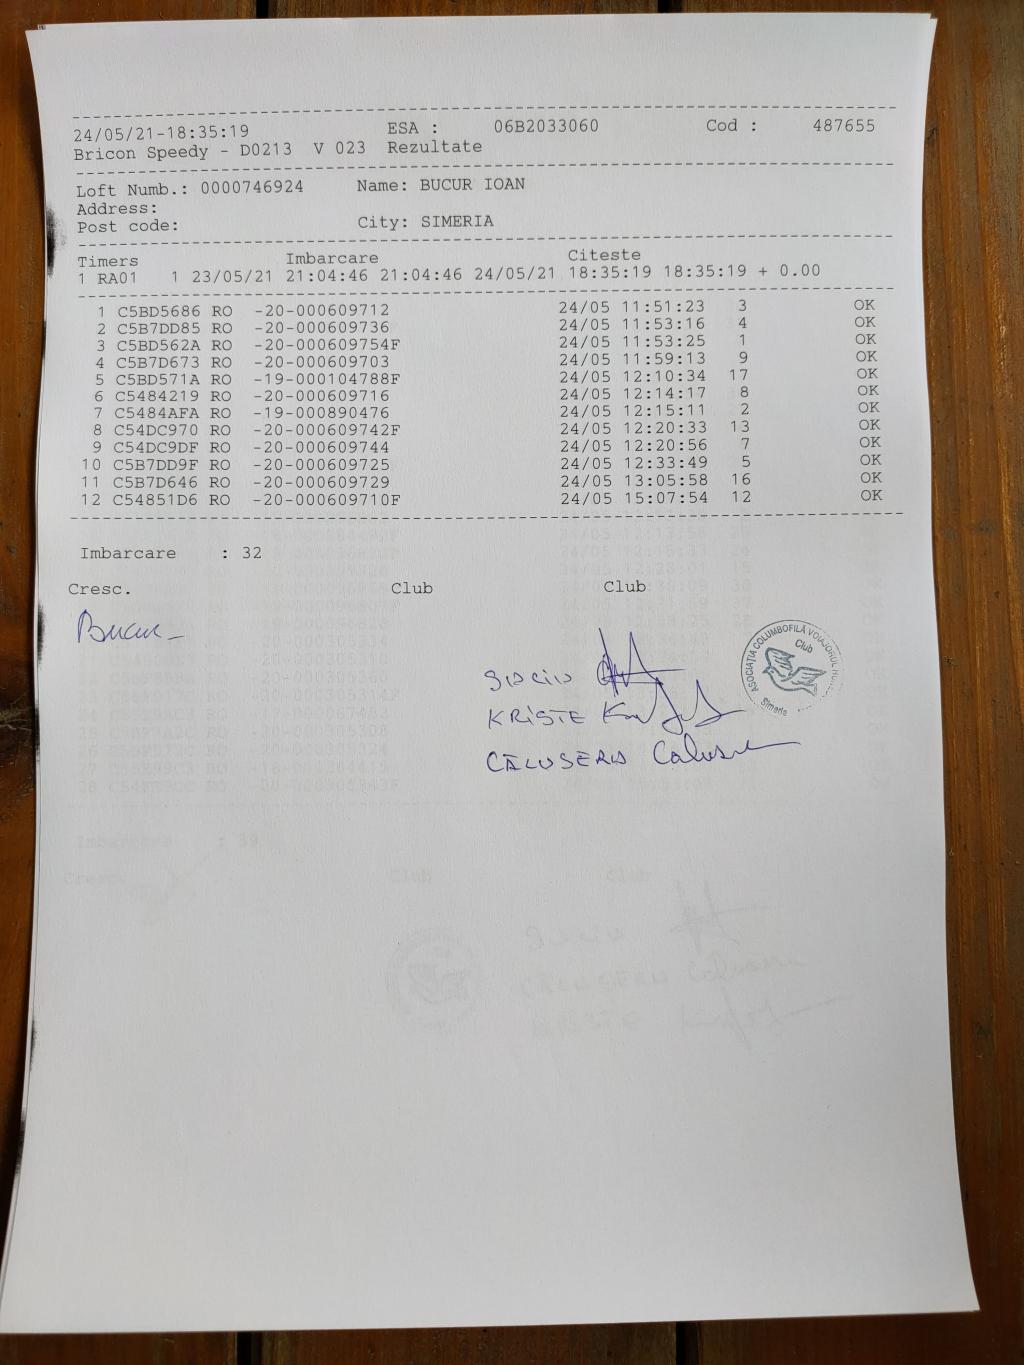 24/05/21-18:35:19 ESA : 06B2033060 Cod : 487655
Bricon Speedy - D0213 V 023 Rezultate
Loft Numb.: 0000746924 Name: BUCUR IOAN
Address:
Post code: City: SIMERIA
Timers Imbarcare Citeste
1 RA01 1 23/05/21 21:04:46 21:04:46 24/05/21 18:35:19 18:35:19 + 0.00
1 C5BD5686 RO -20-000609712 24/05 11:51:23 3 OK
2 C5B7DD85 RO -20-000609736 24/05 11:53:16 4 OK
3 C5BD562A RO -20-000609754F 24/05 11:53:25 1 OK
4 C5B7D673 RO -20-000609703 24/05 11:59:13 9 OK
5 C5BD571A RO -19-000104788F 24/05 12:10:34 17 OK
6 C5484219 RO -20-000609716 24/05 12:14:17 8 OK
7 C5484AFA RO -19-000890476 24/05 12:15:11 2 OK
8 C54DC970 RO -20-000609742F 24/05 12:20:33 13 OK
9 C54DC9DF RO -20-000609744 24/05 12:20:56 7 OK
10 C5B7DD9F RO -20-000609725 24/05 12:33:49 5 OK
11 C5B7D646 RO -20-000609729 24/05 13:05:58 16 OK
12 C54851D6 RO -20-000609710F 24/05 15:07:54 12 OK
Imbarcare : 32
Cresc. Club Club
Bucur
ASOCIAȚIA COLUMBOFILĂ VOIAJORUL
Club
Simeria
KRISTE